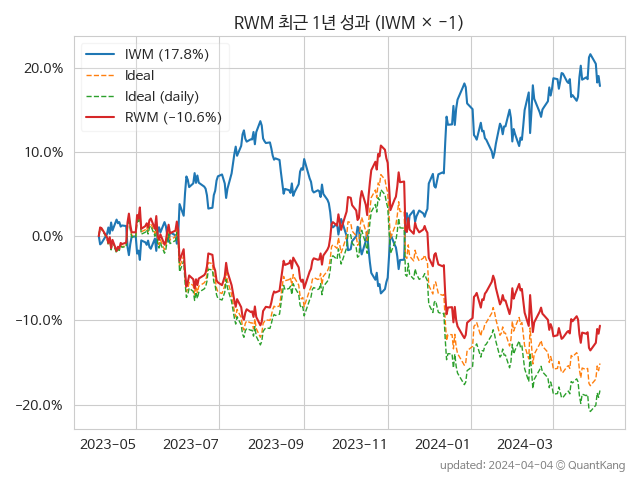 RWM 최근 1년 성과 (IWM × −1)
IWM (17.8%)
Ideal
Ideal (daily)
RWM (−10.6%)
20.0%
10.0%
0.0%
−10.0%
−20.0%
2023−05 2023−07 2023−09 2023−11 2024−01 2024−03
updated: 2024-04-04 @ QuantKang